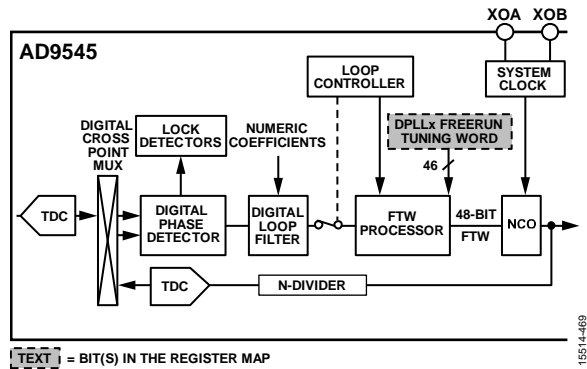 XOA XOB
AD9545
LOOP
CONTROLLER
SYSTEM
CLOCK
DIGITAL
CROSS
POINT
MUX
LOCK
DETECTORS
NUMERIC
COEFFICIENTS
DPLLx FREERUN
TUNING WORD
46
TDC
DIGITAL
PHASE
DETECTOR
DIGITAL
LOOP
FILTER
FTW
PROCESSOR
48-BIT
FTW
NCO
TDC
N-DIVIDER
TEXT = BIT(S) IN THE REGISTER MAP
15514-469